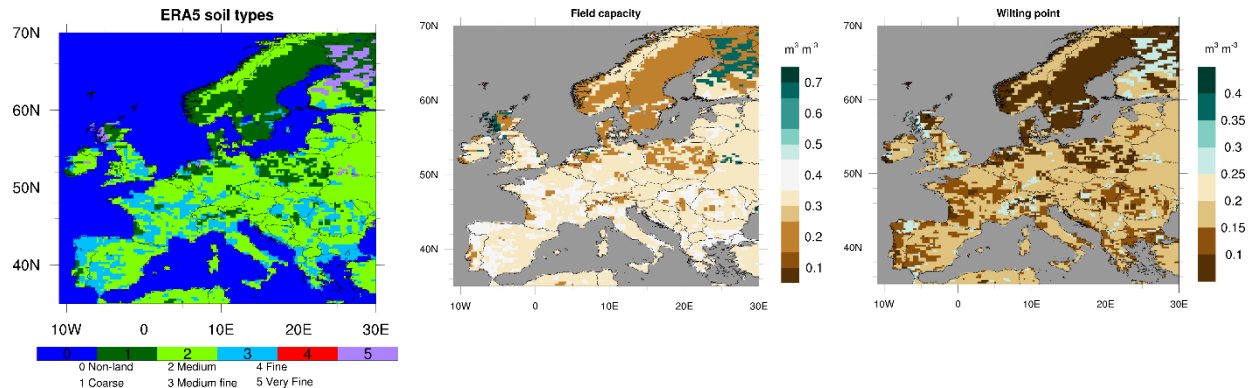 ERA5 soil types
70N
60N
50N
40N
10W 0 10E 20E 30E
0 1 2 3 4 5
0 Non-land 2 Medium 4 Fine
1 Coarse 3 Medium fine 5 Very Fine
Field capacity
70N
60N
50N
40N
10W 0 10E 20E 30E
m³ m⁻³
0.7
0.6
0.5
0.4
0.3
0.2
0.1
Wilting point
70N
60N
50N
40N
10W 0 10E 20E 30E
m³ m⁻³
0.4
0.35
0.3
0.25
0.2
0.15
0.1